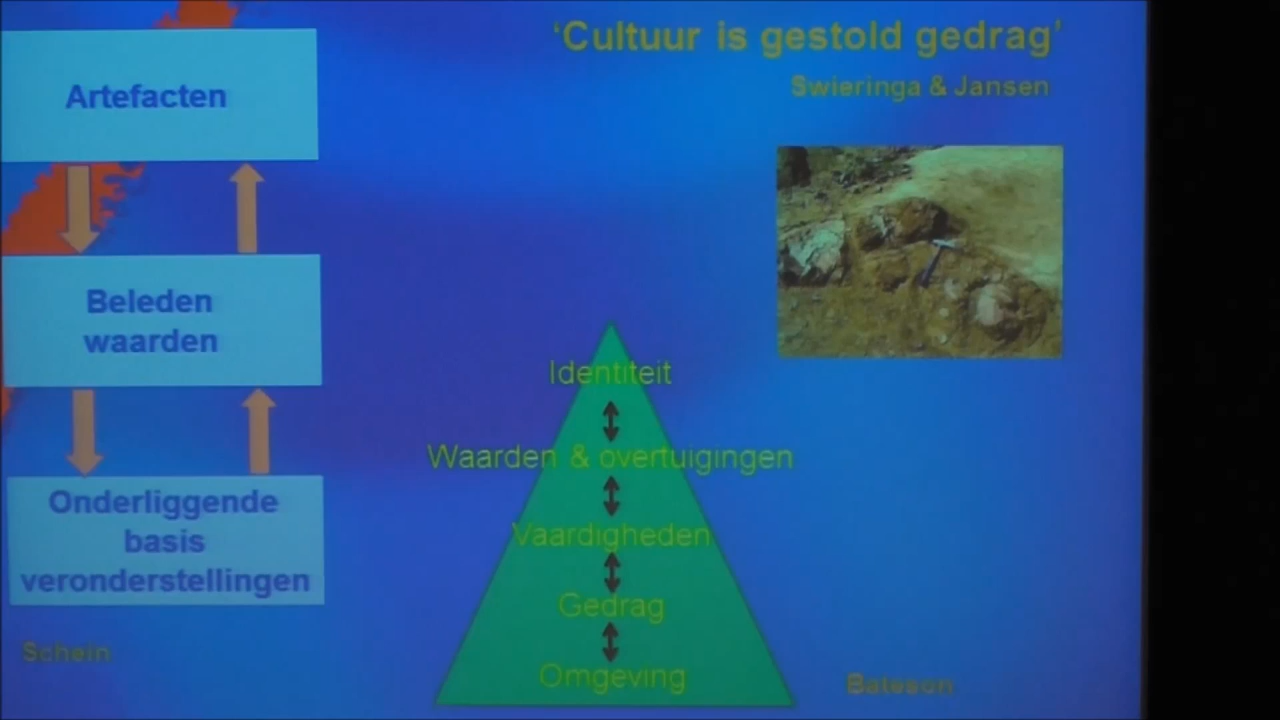 ‘Cultuur is gestold gedrag’
Swieringa & Jansen
Artefacten
Beleden
waarden
Onderliggende
basis
veronderstellingen
Schein
Identiteit
Waarden & overtuigingen
Vaardigheden
Gedrag
Omgeving
Bateson